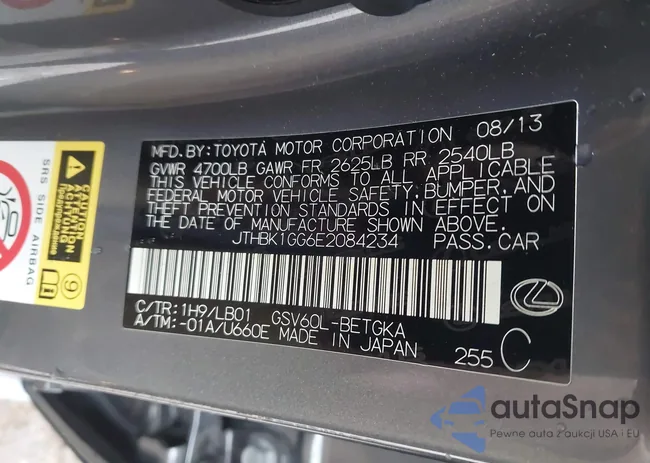 MFD.BY:TOYOTA MOTOR CORPORATION 08/13
GVWR 4700LB GAWR FR 2625LB RR 2540LB
THIS VEHICLE CONFORMS TO ALL APPLICABLE
FEDERAL MOTOR VEHICLE SAFETY, BUMPER, AND
THEFT PREVENTION STANDARDS IN EFFECT ON
THE DATE OF MANUFACTURE SHOWN ABOVE.
JTHBK1GG6E2084234 PASS.CAR
C/TR:1H9/LB01 GSV60L-BETGKA
A/TM:-01A/U660E MADE IN JAPAN 255 C
SRS SIDE AIRBAG
CAUTION
9
autaSnap
Pewne auta z aukcji USA i EU